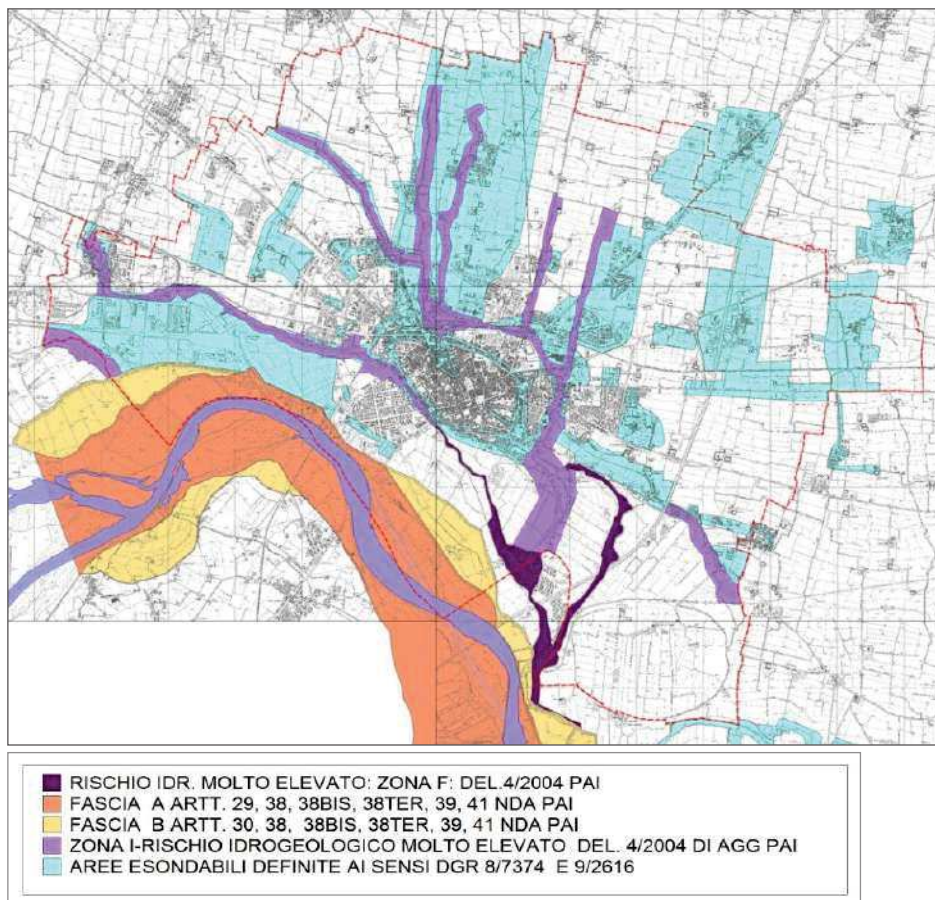 RISCHIO IDR. MOLTO ELEVATO: ZONA F: DEL.4/2004 PAI
FASCIA A ARTT. 29, 38, 38BIS, 38TER, 39, 41 NDA PAI
FASCIA B ARTT. 30, 38, 38BIS, 38TER, 39, 41 NDA PAI
ZONA I-RISCHIO IDROGEOLOGICO MOLTO ELEVATO DEL. 4/2004 DI AGG PAI
AREE ESONDABILI DEFINITE AI SENSI DGR 8/7374 E 9/2616